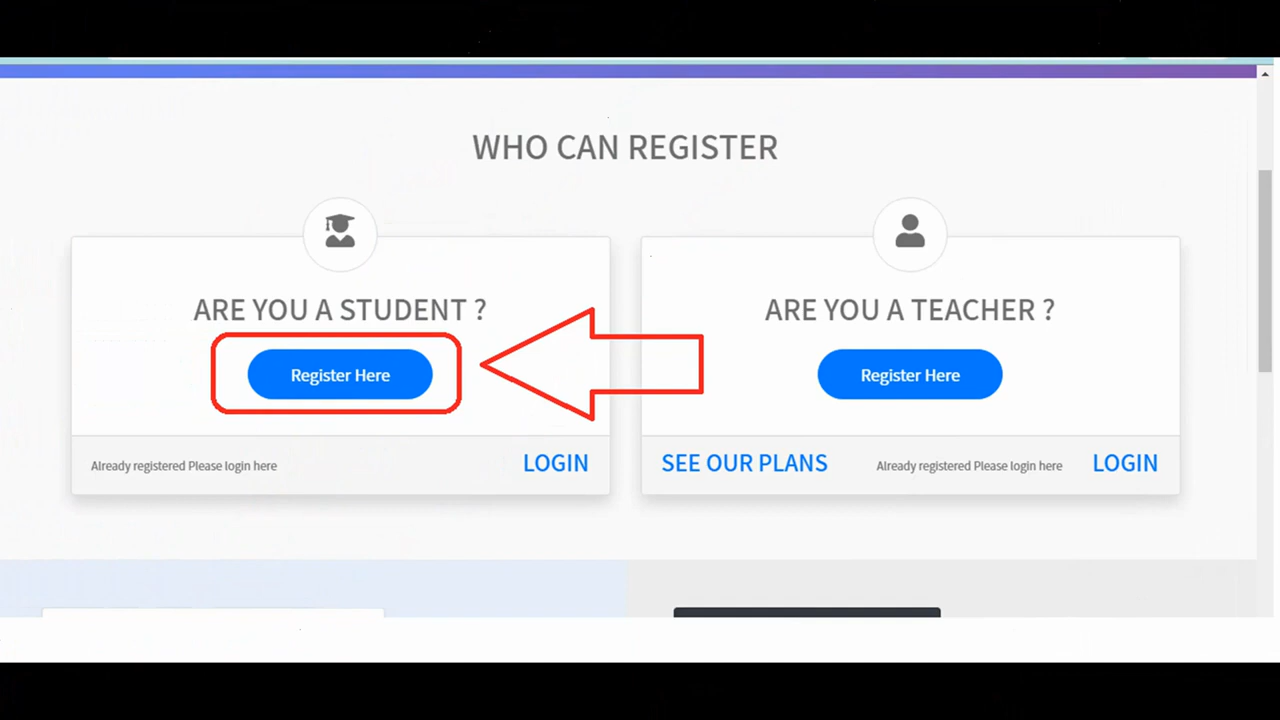 WHO CAN REGISTER
ARE YOU A STUDENT ?
Register Here
Already registered Please login here
LOGIN
ARE YOU A TEACHER ?
Register Here
SEE OUR PLANS
Already registered Please login here
LOGIN